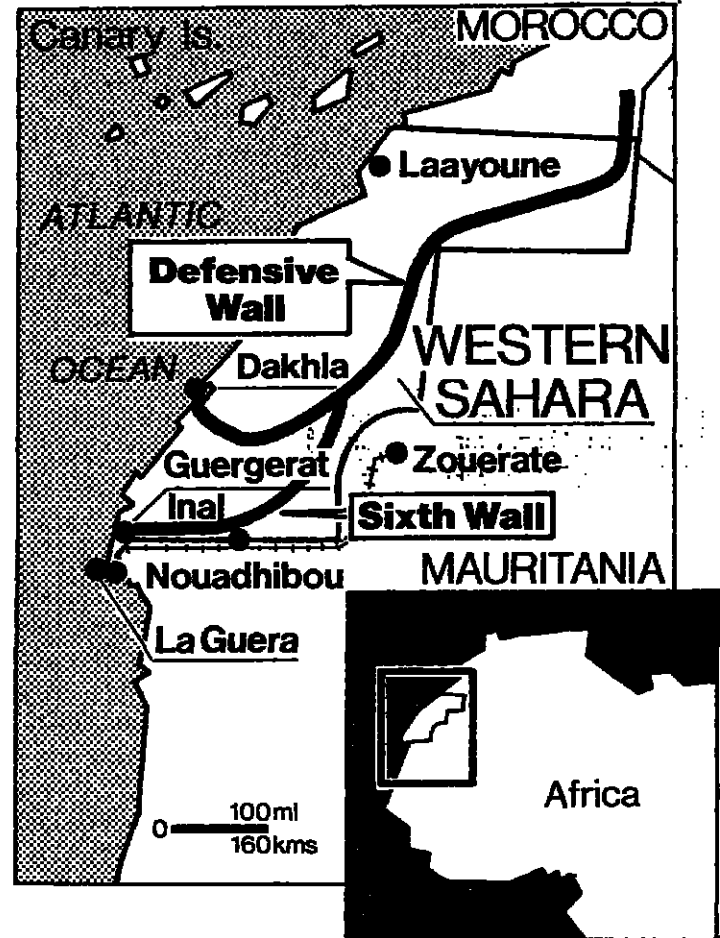 Canary Is.
MOROCCO
Laayoune
ATLANTIC
Defensive
Wall
OCEAN
Dakhla
WESTERN
SAHARA
Guergerat
Zouerate
Inal
Sixth Wall
Nouadhibou
MAURITANIA
La Guera
Africa
100ml
0
160kms